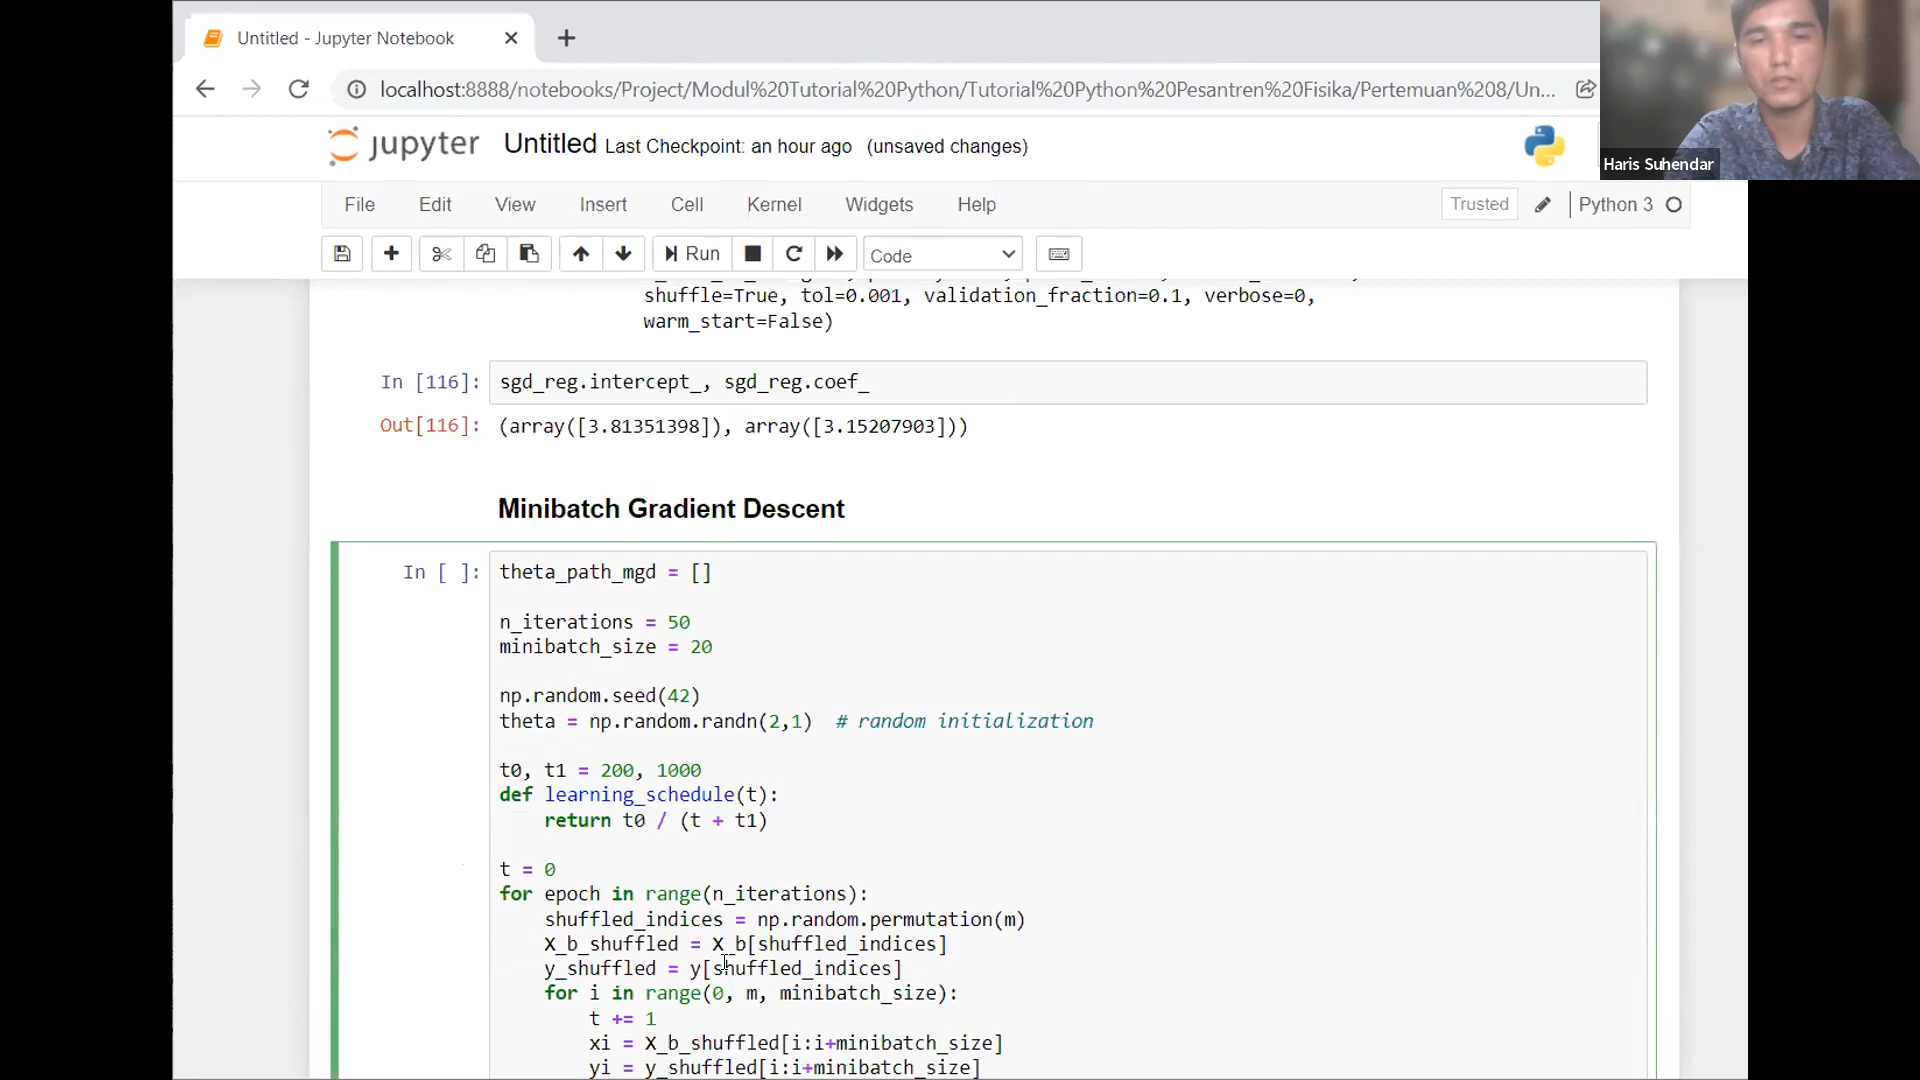 Untitled - Jupyter Notebook
localhost:8888/notebooks/Project/Modul%20Tutorial%20Python/Tutorial%20Python%20Pesantren%20Fisika/Pertemuan%208/Un...
Haris Suhendar
jupyter Untitled Last Checkpoint: an hour ago (unsaved changes)
File Edit View Insert Cell Kernel Widgets Help Trusted Python 3
Run Code
shuffle=True, tol=0.001, validation_fraction=0.1, verbose=0,
warm_start=False)
In [116]: sgd_reg.intercept_, sgd_reg.coef_
Out[116]: (array([3.81351398]), array([3.15207903]))
Minibatch Gradient Descent
In [ ]: theta_path_mgd = []
n_iterations = 50
minibatch_size = 20
np.random.seed(42)
theta = np.random.randn(2,1)  # random initialization
t0, t1 = 200, 1000
def learning_schedule(t):
    return t0 / (t + t1)
t = 0
for epoch in range(n_iterations):
    shuffled_indices = np.random.permutation(m)
    X_b_shuffled = X_b[shuffled_indices]
    y_shuffled = y[shuffled_indices]
    for i in range(0, m, minibatch_size):
        t += 1
        xi = X_b_shuffled[i:i+minibatch_size]
        yi = y_shuffled[i:i+minibatch_size]